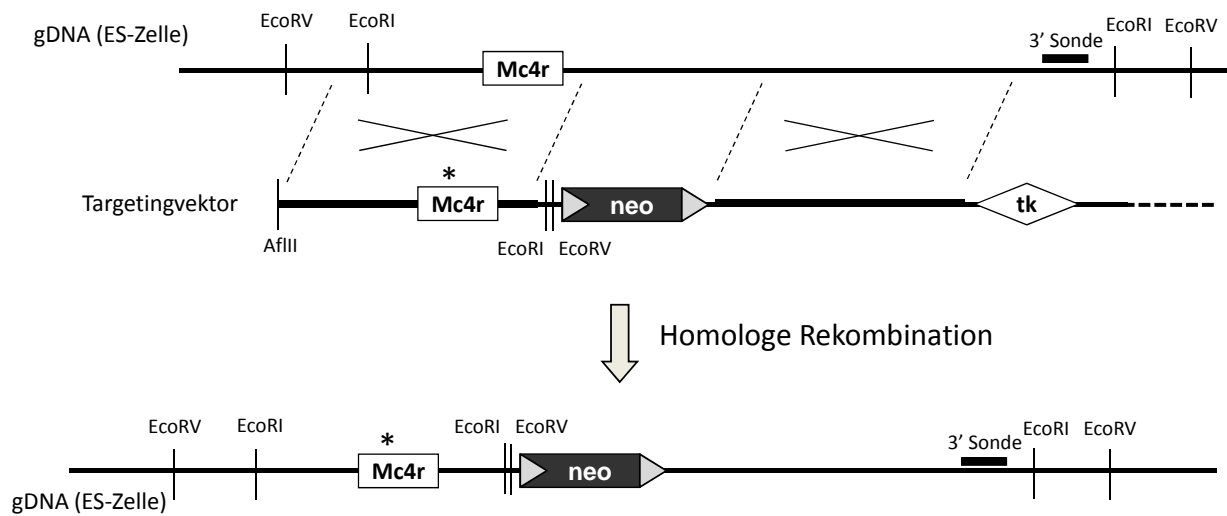 EcoRV EcoRI
gDNA (ES-Zelle)
3' Sonde EcoRI EcoRV
Mc4r
*
Targetingvektor Mc4r neo tk
AflII EcoRI EcoRV
Homologe Rekombination
EcoRV EcoRI * EcoRI EcoRV 3' Sonde EcoRI EcoRV
Mc4r neo
gDNA (ES-Zelle)